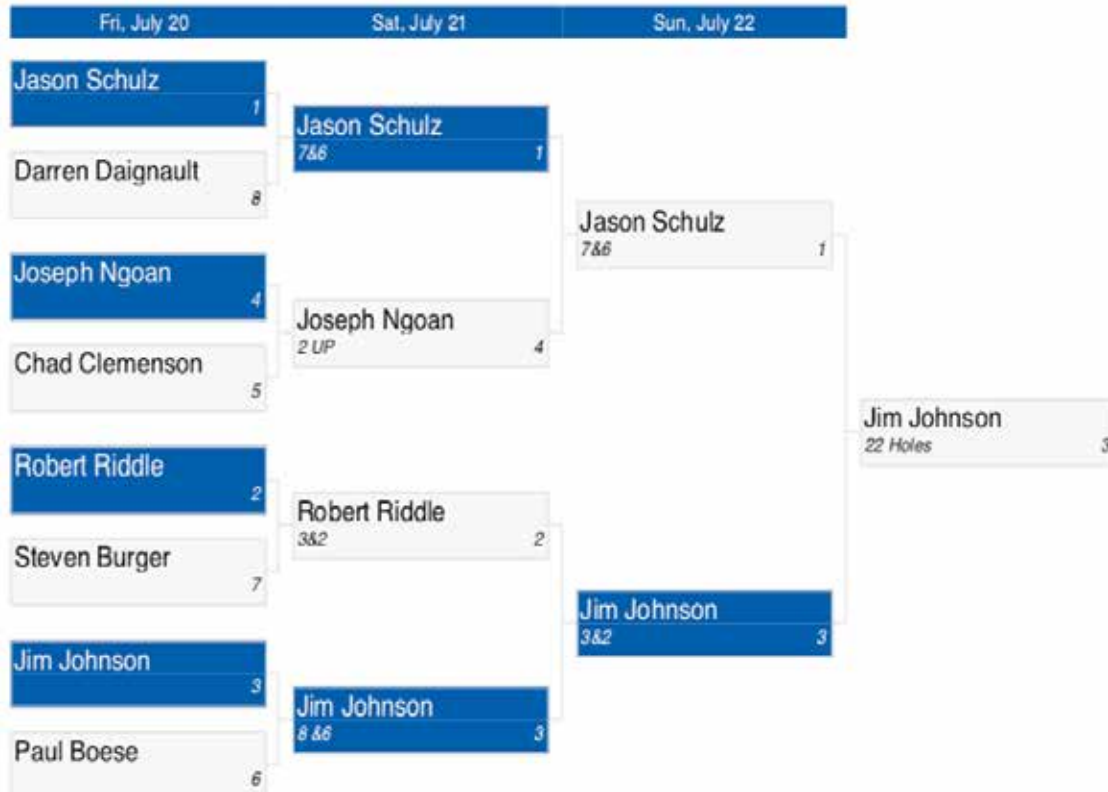 Fri, July 20
Sat, July 21
Sun, July 22
Jason Schulz
1
Darren Daignault
8
Joseph Ngoan
4
Chad Clemenson
5
Robert Riddle
2
Steven Burger
7
Jim Johnson
3
Paul Boese
6
Jason Schulz
7&6 1
Joseph Ngoan
2 UP 4
Robert Riddle
3&2 2
Jim Johnson
8 &6 3
Jason Schulz
7&6 1
Jim Johnson
3&2 3
Jim Johnson
22 Holes 3